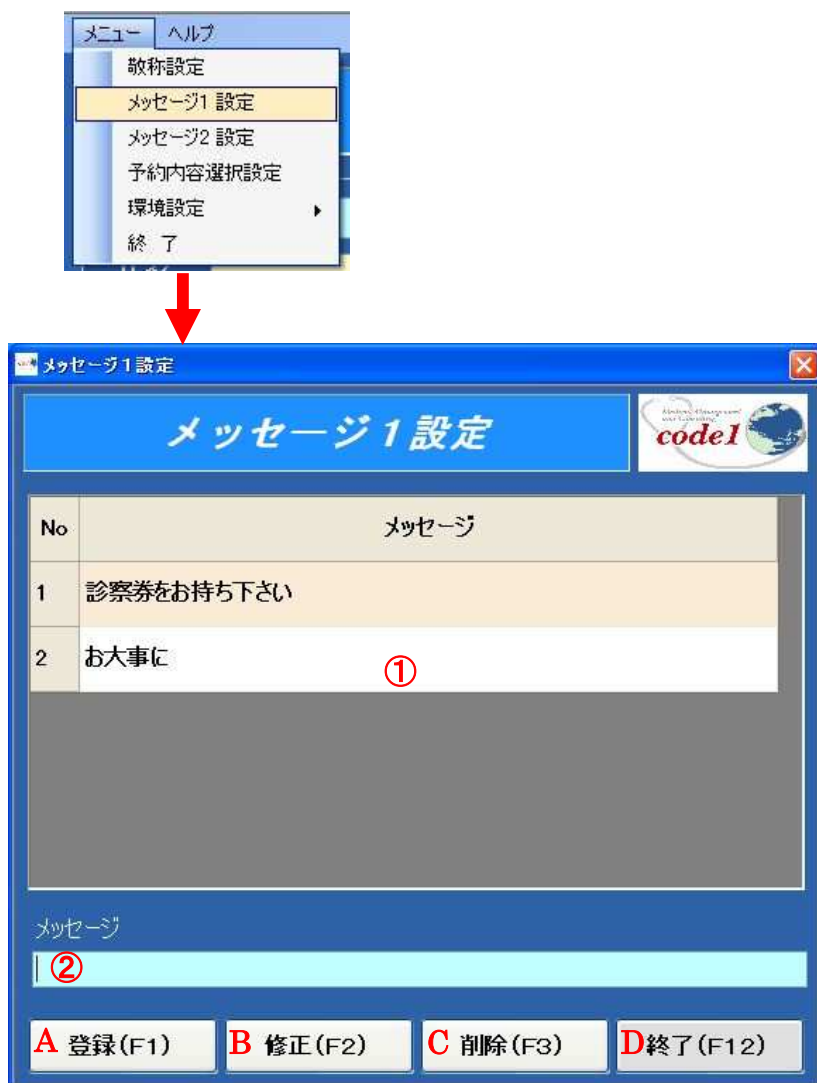 メニュー ヘルプ
敬称設定
メッセージ1 設定
メッセージ2 設定
予約内容選択設定
環境設定
終 了
メッセージ1設定
メッセージ1設定
code1
No メッセージ
1 診察券をお持ち下さい
2 お大事に
①
メッセージ
②
A 登録(F1) B 修正(F2) C 削除(F3) D終了(F12)